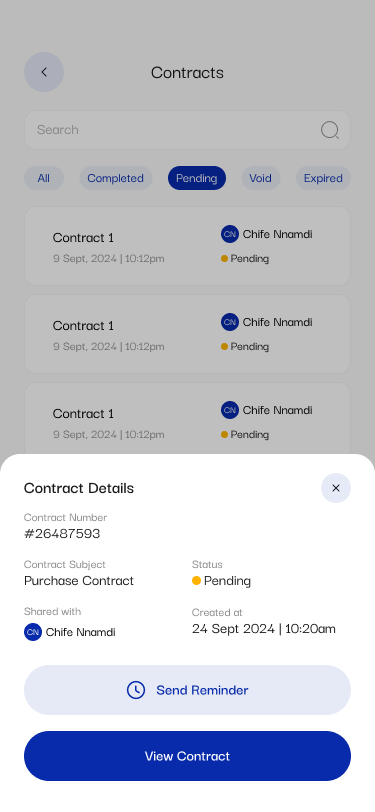 Contracts
Search
All Completed Pending Void Expired
Contract 1 CN Chife Nnamdi
9 Sept, 2024 | 10:12pm Pending
Contract 1 CN Chife Nnamdi
9 Sept, 2024 | 10:12pm Pending
Contract 1 CN Chife Nnamdi
9 Sept, 2024 | 10:12pm Pending
Contract Details
Contract Number
#26487593
Contract Subject Status
Purchase Contract Pending
Shared with Created at
CN Chife Nnamdi 24 Sept 2024 | 10:20am
Send Reminder
View Contract